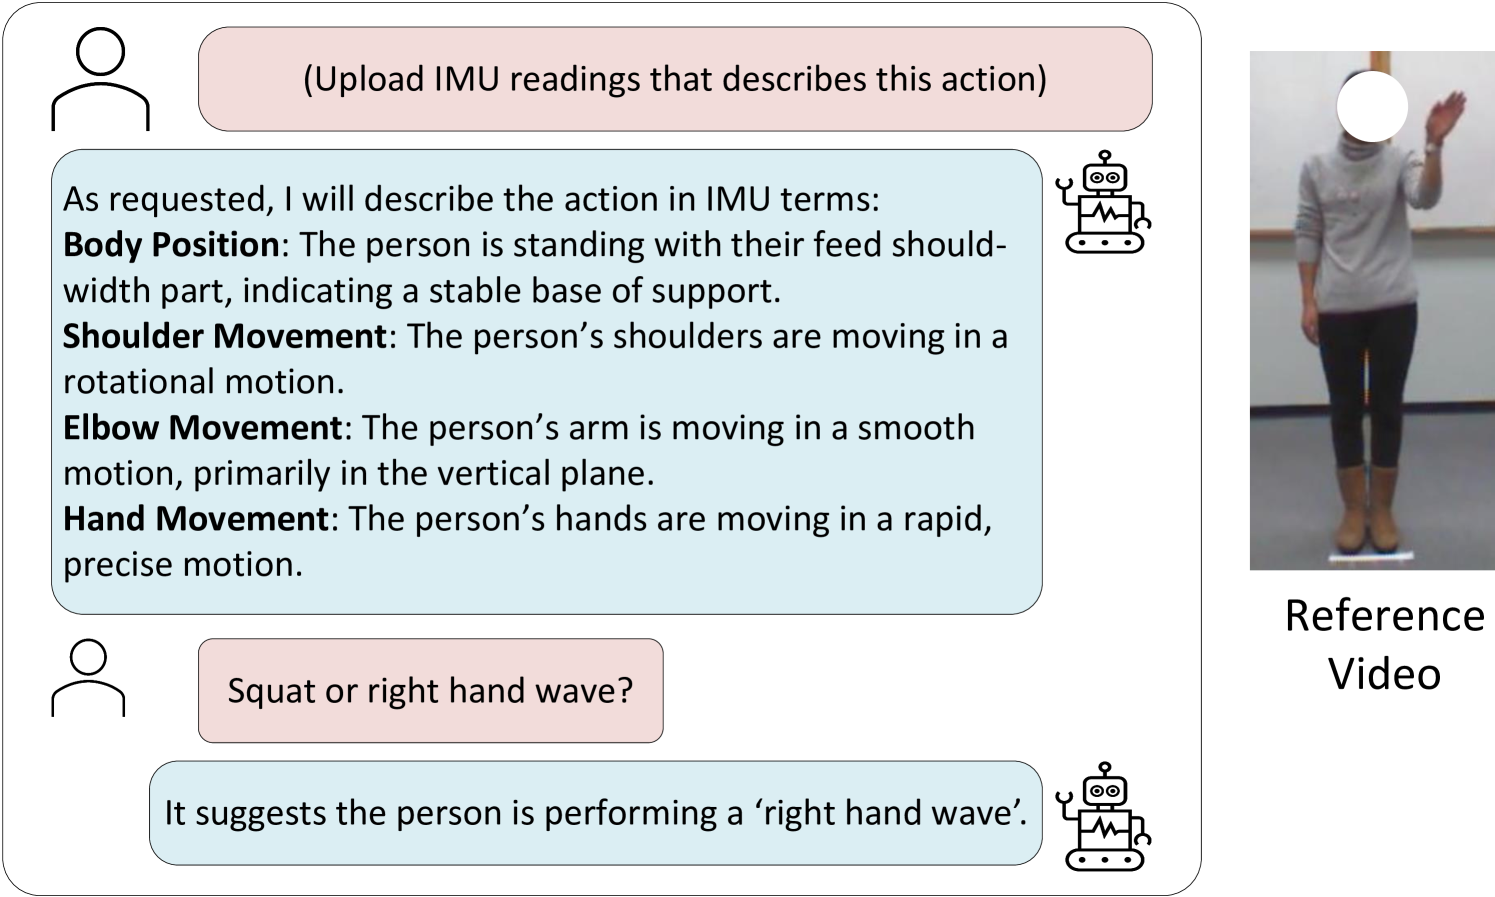 (Upload IMU readings that describes this action)
As requested, I will describe the action in IMU terms:
Body Position: The person is standing with their feed should-
width part, indicating a stable base of support.
Shoulder Movement: The person’s shoulders are moving in a
rotational motion.
Elbow Movement: The person’s arm is moving in a smooth
motion, primarily in the vertical plane.
Hand Movement: The person’s hands are moving in a rapid,
precise motion.
Squat or right hand wave?
It suggests the person is performing a ‘right hand wave’.
Reference
Video